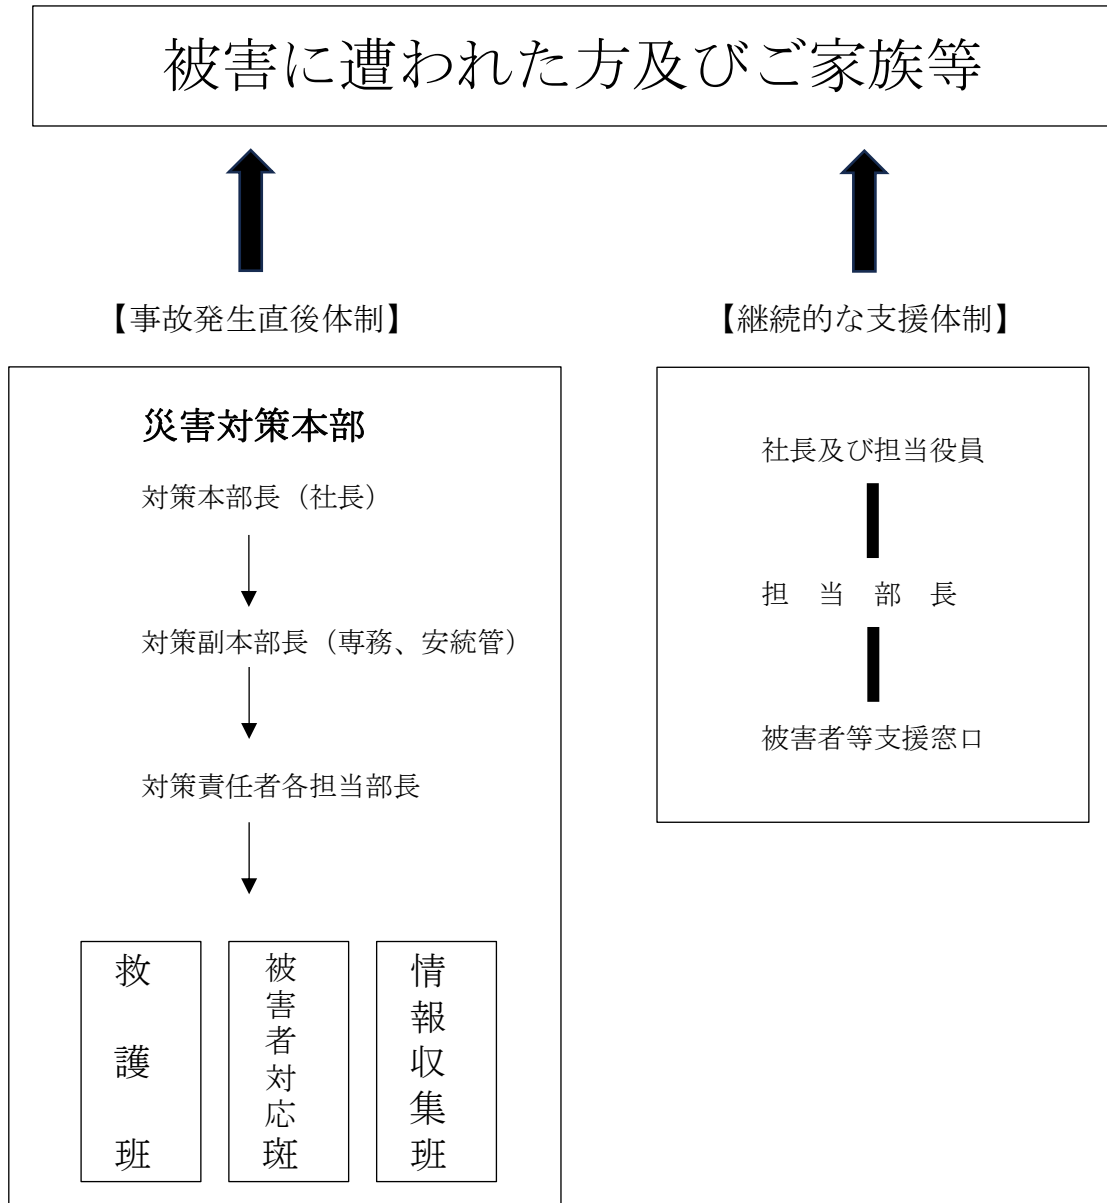 被害に遭われた方及びご家族等
【事故発生直後体制】
【継続的な支援体制】
災害対策本部
対策本部長（社長）
対策副本部長（専務、安統管）
対策責任者各担当部長
救護班
被害者対応斑
情報収集班
社長及び担当役員
担当部長
被害者等支援窓口